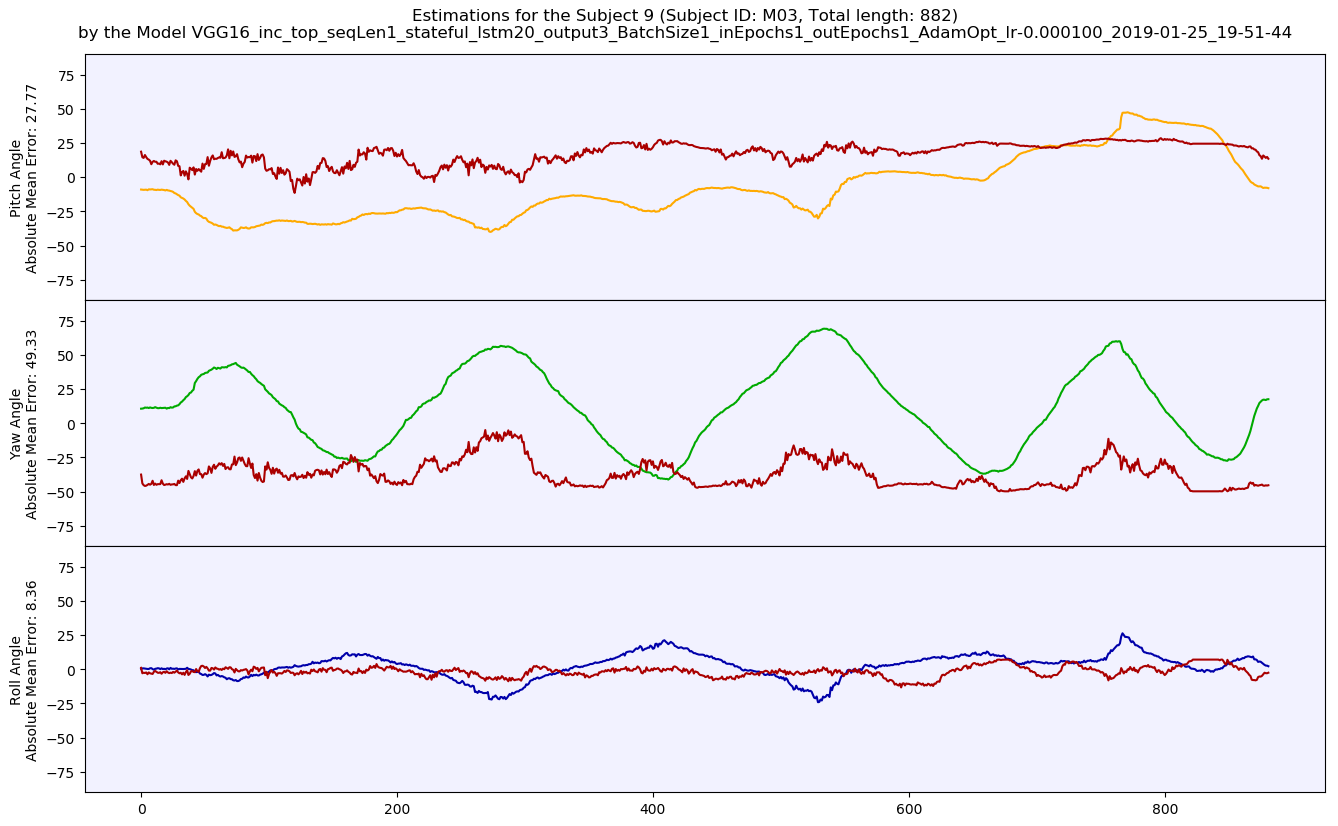 Estimations for the Subject 9 (Subject ID: M03, Total length: 882)
by the Model VGG16_inc_top_seqLen1_stateful_lstm20_output3_BatchSize1_inEpochs1_outEpochs1_AdamOpt_lr-0.000100_2019-01-25_19-51-44
Pitch Angle
Absolute Mean Error: 27.77
75
50
25
0
−25
−50
−75
Yaw Angle
Absolute Mean Error: 49.33
75
50
25
0
−25
−50
−75
Roll Angle
Absolute Mean Error: 8.36
75
50
25
0
−25
−50
−75
0 200 400 600 800